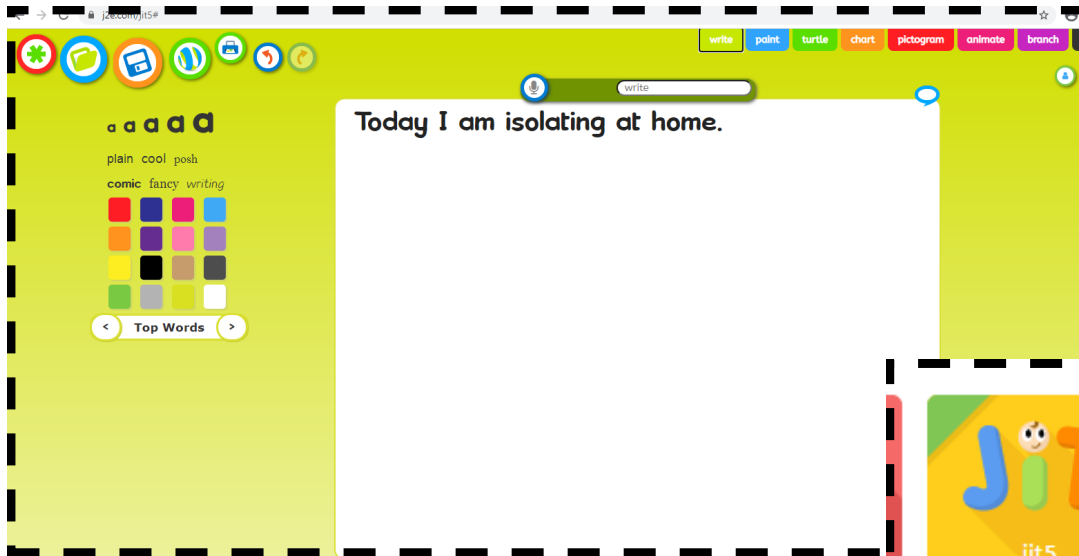 j2e.com/jit5#
write paint turtle chart pictogram animate branch
write
Today I am isolating at home.
a a a a a
plain cool posh
comic fancy writing
< Top Words >
JiT
jit5